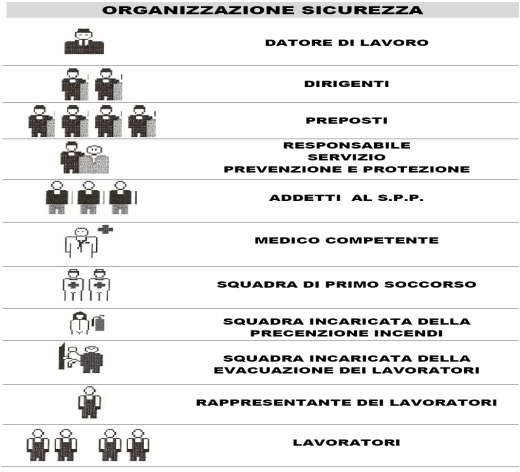 ORGANIZZAZIONE SICUREZZA
DATORE DI LAVORO
DIRIGENTI
PREPOSTI
RESPONSABILE
SERVIZIO
PREVENZIONE E PROTEZIONE
ADDETTI AL S.P.P.
MEDICO COMPETENTE
SQUADRA DI PRIMO SOCCORSO
SQUADRA INCARICATA DELLA
PRECENZIONE INCENDI
SQUADRA INCARICATA DELLA
EVACUAZIONE DEI LAVORATORI
RAPPRESENTANTE DEI LAVORATORI
LAVORATORI